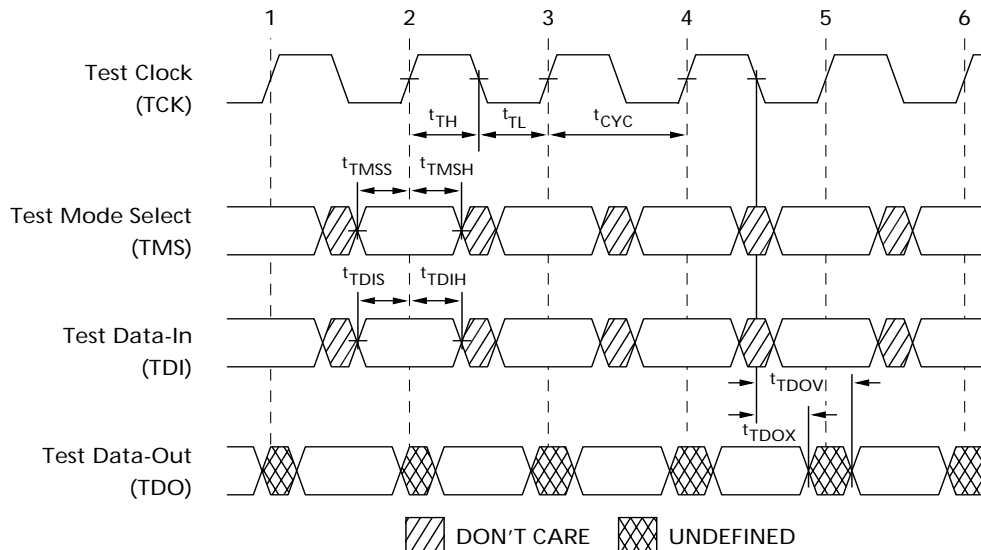 1 2 3 4 5 6
Test Clock
(TCK)
tTH tTL tCYC
tTMSS tTMSH
Test Mode Select
(TMS)
tTDIS tTDIH
Test Data-In
(TDI)
tTDOV
tTDOX
Test Data-Out
(TDO)
DON'T CARE UNDEFINED